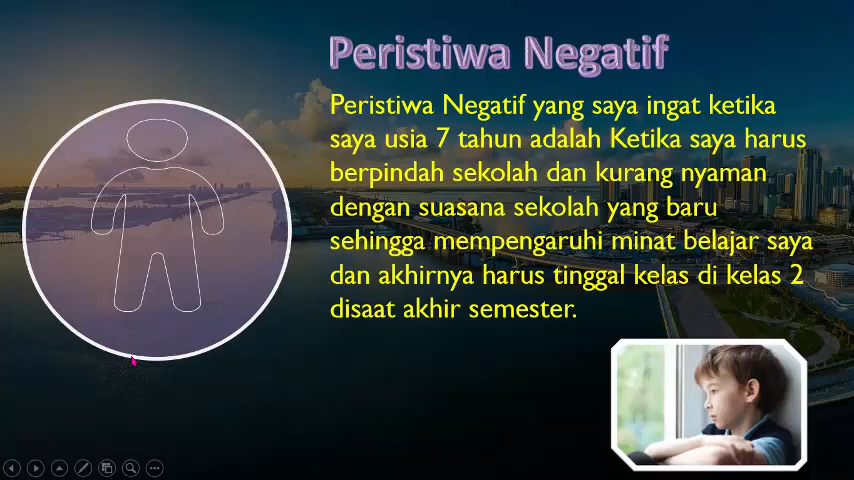 Peristiwa Negatif
Peristiwa Negatif yang saya ingat ketika
saya usia 7 tahun adalah Ketika saya harus
berpindah sekolah dan kurang nyaman
dengan suasana sekolah yang baru
sehingga mempengaruhi minat belajar saya
dan akhirnya harus tinggal kelas di kelas 2
disaat akhir semester.